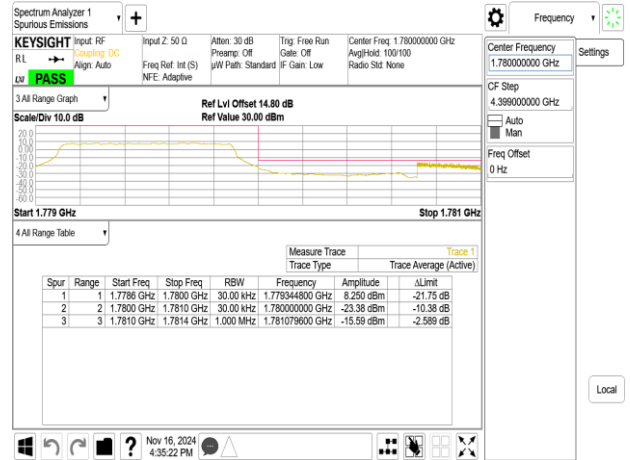 Spectrum Analyzer 1
Spurious Emissions
Frequency
KEYSIGHT
Input: RF
Input Z: 50 Ω
Atten: 30 dB
Trig: Free Run
Center Freq: 1.780000000 GHz
RL
Coupling: DC
Preamp: Off
Gate: Off
Avg|Hold: 100/100
Align: Auto
Freq Ref: Int (S)
µW Path: Standard
IF Gain: Low
Radio Std: None
NFE: Adaptive
LXI
PASS
Center Frequency
1.780000000 GHz
Settings
CF Step
4.399000000 GHz
Auto
Man
Freq Offset
0 Hz
3 All Range Graph
Ref Lvl Offset 14.80 dB
Scale/Div 10.0 dB
Ref Value 30.00 dBm
20.0
10.0
0.00
-10.0
-20.0
-30.0
-40.0
-50.0
-60.0
Start 1.779 GHz
Stop 1.781 GHz
4 All Range Table
Measure Trace Trace 1
Trace Type Trace Average (Active)
Spur Range Start Freq Stop Freq RBW Frequency Amplitude ΔLimit
1 1 1.7786 GHz 1.7800 GHz 30.00 kHz 1.779344800 GHz 8.250 dBm -21.75 dB
2 2 1.7800 GHz 1.7810 GHz 30.00 kHz 1.780000000 GHz -23.38 dBm -10.38 dB
3 3 1.7810 GHz 1.7814 GHz 1.000 MHz 1.781079600 GHz -15.59 dBm -2.589 dB
Local
Nov 16, 2024
4:35:22 PM